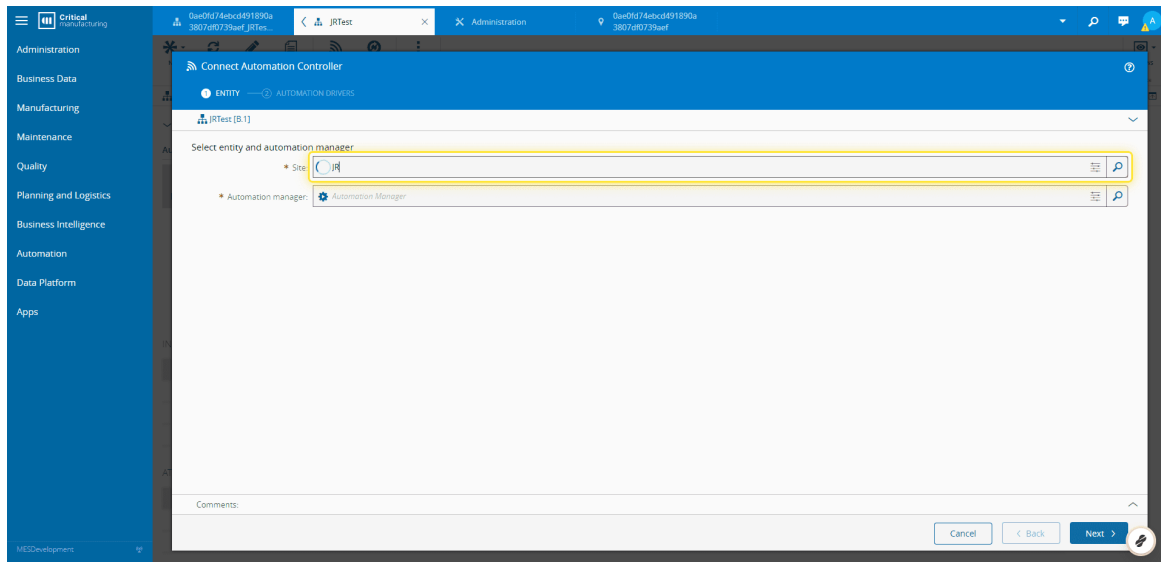 Critical
manufacturing
0ae0fd74ebcd491890a
3807df0739aef_JRTes...
JRTest
Administration
0ae0fd74ebcd491890a
3807df0739aef
A
Administration
Business Data
Manufacturing
Maintenance
Quality
Planning and Logistics
Business Intelligence
Automation
Data Platform
Apps
MESDevelopment
Connect Automation Controller
1 ENTITY 2 AUTOMATION DRIVERS
JRTest [B.1]
Select entity and automation manager
* Site: JR
* Automation manager: Automation Manager
Comments:
Cancel
Back
Next